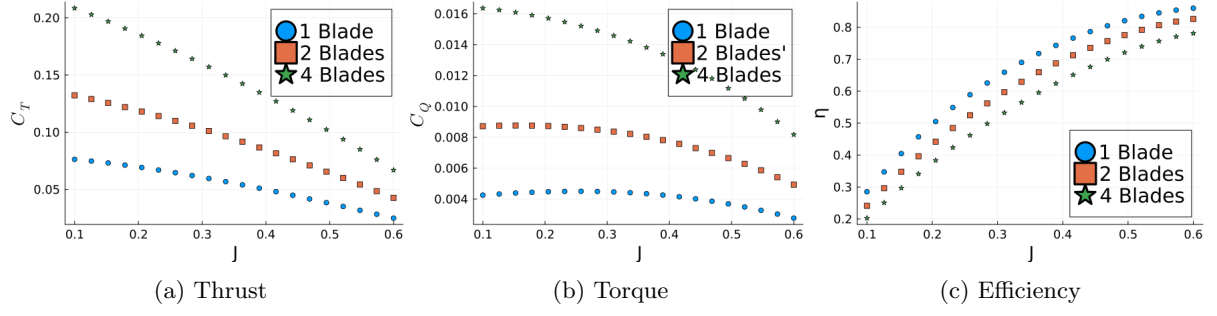 0.20
0.15
0.10
0.05
C_T
1 Blade
2 Blades
4 Blades
0.1 0.2 0.3 0.4 0.5 0.6
J
(a) Thrust
0.016
0.014
0.012
0.010
0.008
0.006
0.004
C_Q
1 Blade
2 Blades'
4 Blades
0.1 0.2 0.3 0.4 0.5 0.6
J
(b) Torque
0.8
0.7
0.6
0.5
0.4
0.3
0.2
η
1 Blade
2 Blades
4 Blades
0.1 0.2 0.3 0.4 0.5 0.6
J
(c) Efficiency